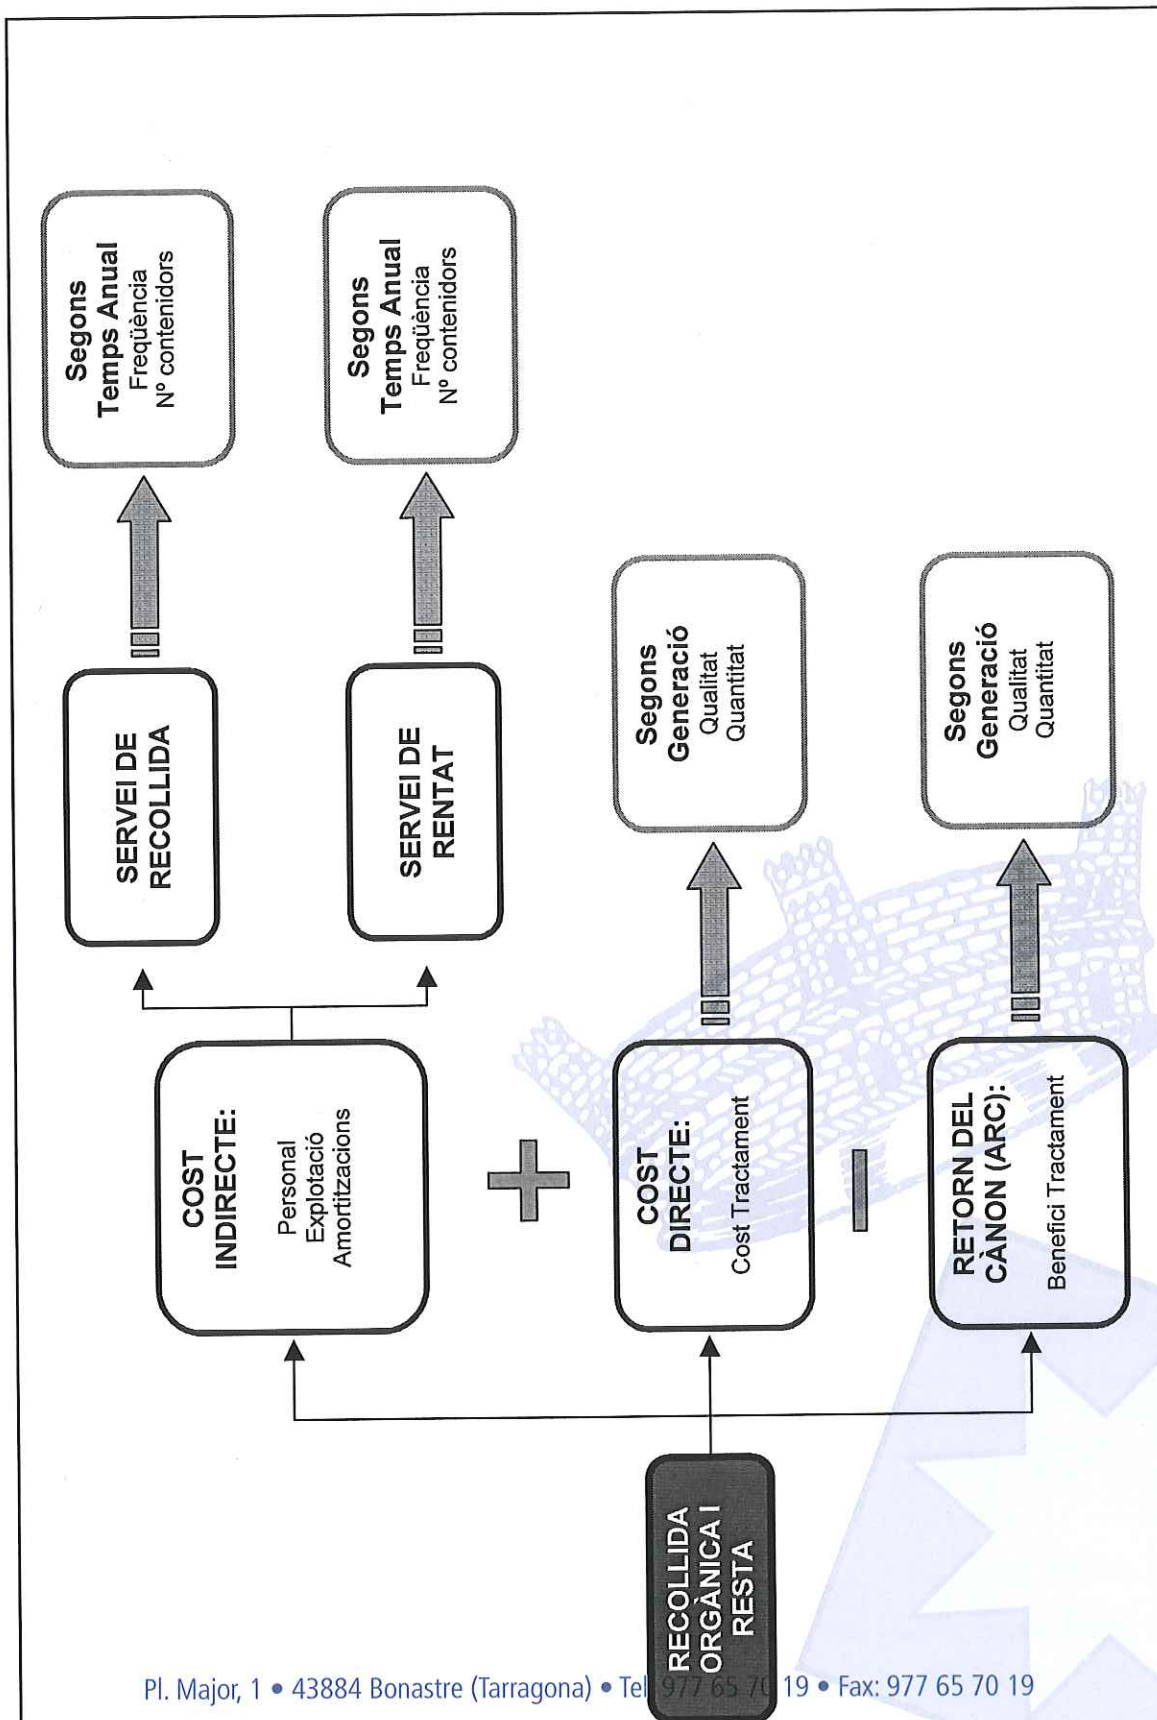 RECOLLIDA
ORGÀNICA I
RESTA
COST
INDIRECTE:
Personal
Explotació
Amortitzacions
COST
DIRECTE:
Cost Tractament
RETORN DEL
CÀNON (ARC):
Benefici Tractament
SERVEI DE
RECOLLIDA
SERVEI DE
RENTAT
Segons
Temps Anual
Freqüència
Nº contenidors
Segons
Temps Anual
Freqüència
Nº contenidors
Segons
Generació
Qualitat
Quantitat
Segons
Generació
Qualitat
Quantitat
Pl. Major, 1 • 43884 Bonastre (Tarragona) • Tel 977 65 70 19 • Fax: 977 65 70 19